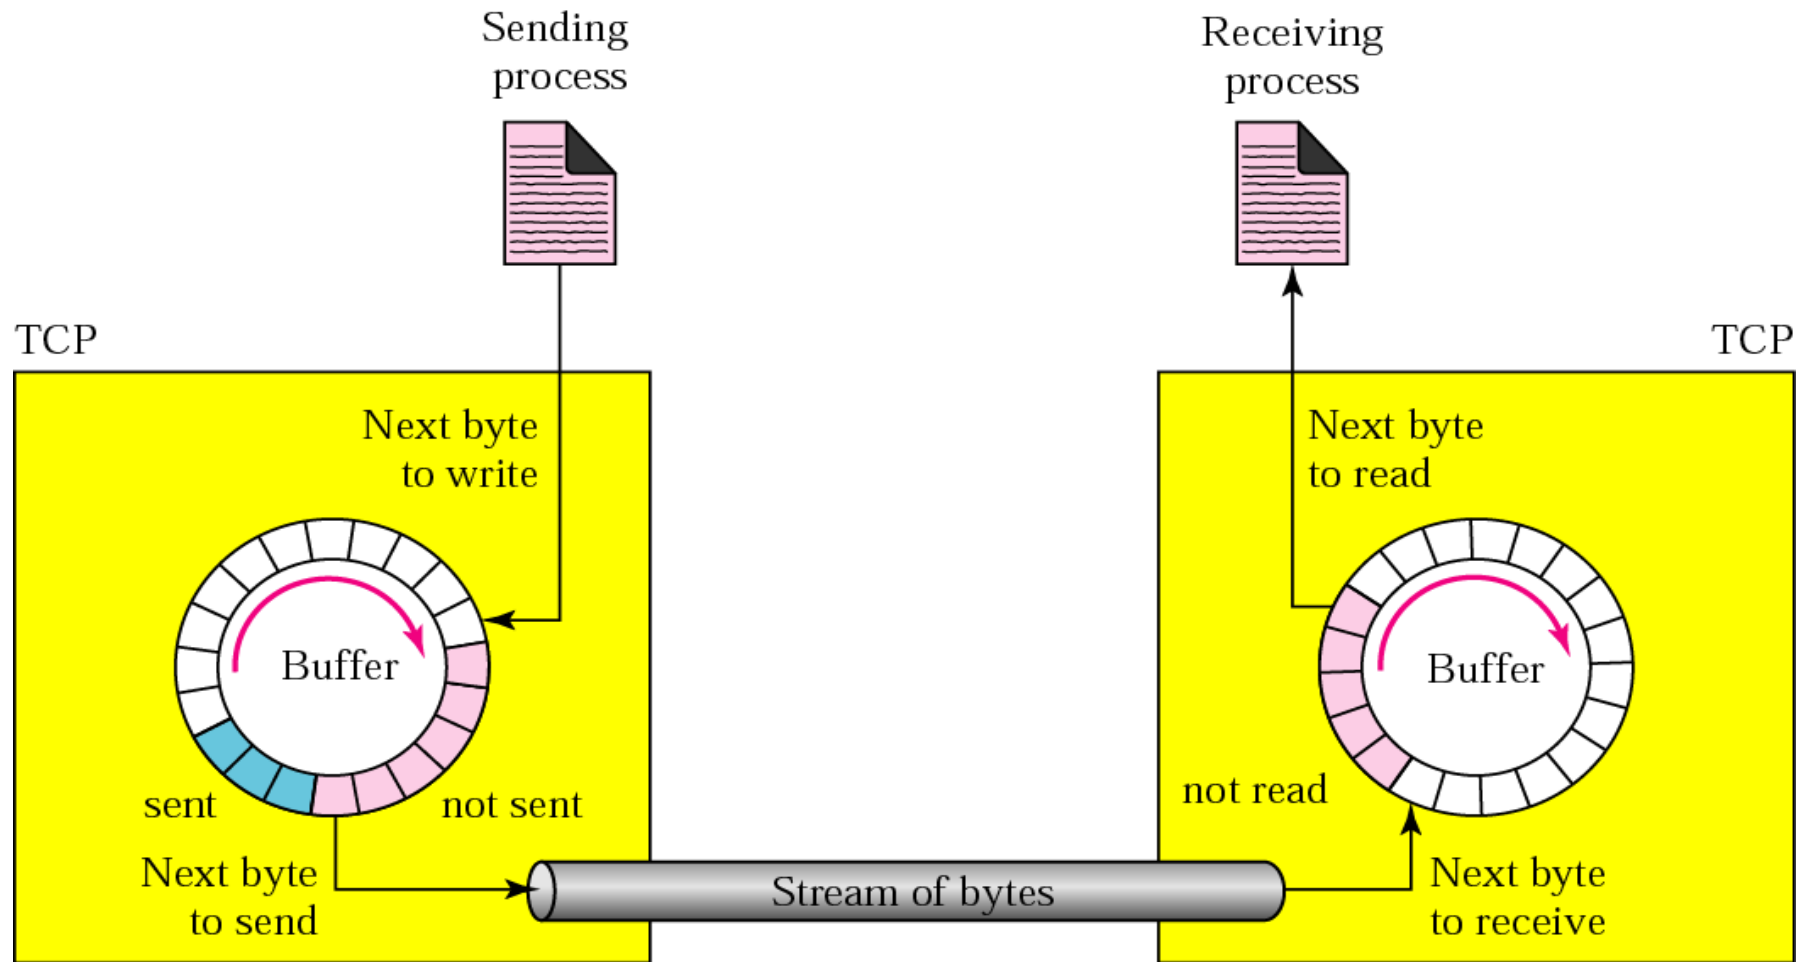 Sending
process
Receiving
process
TCP
TCP
Next byte
to write
Next byte
to read
Buffer
Buffer
sent
not sent
not read
Next byte
to send
Stream of bytes
Next byte
to receive